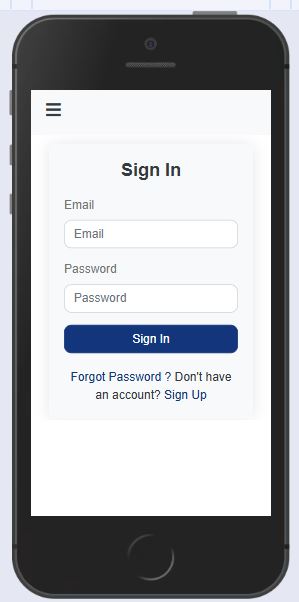 Sign In
Email
Email
Password
Password
Sign In
Forgot Password ? Don't have
an account? Sign Up